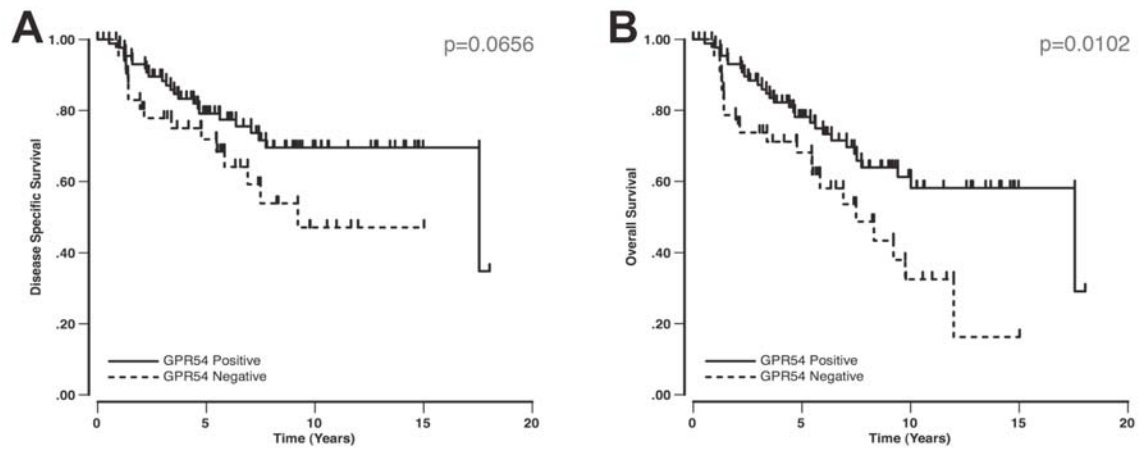 A
p=0.0656
Disease Specific Survival
1.00
.80
.60
.40
.20
.00
GPR54 Positive
GPR54 Negative
0 5 10 15 20
Time (Years)
B
p=0.0102
Overall Survival
1.00
.80
.60
.40
.20
.00
GPR54 Positive
GPR54 Negative
0 5 10 15 20
Time (Years)